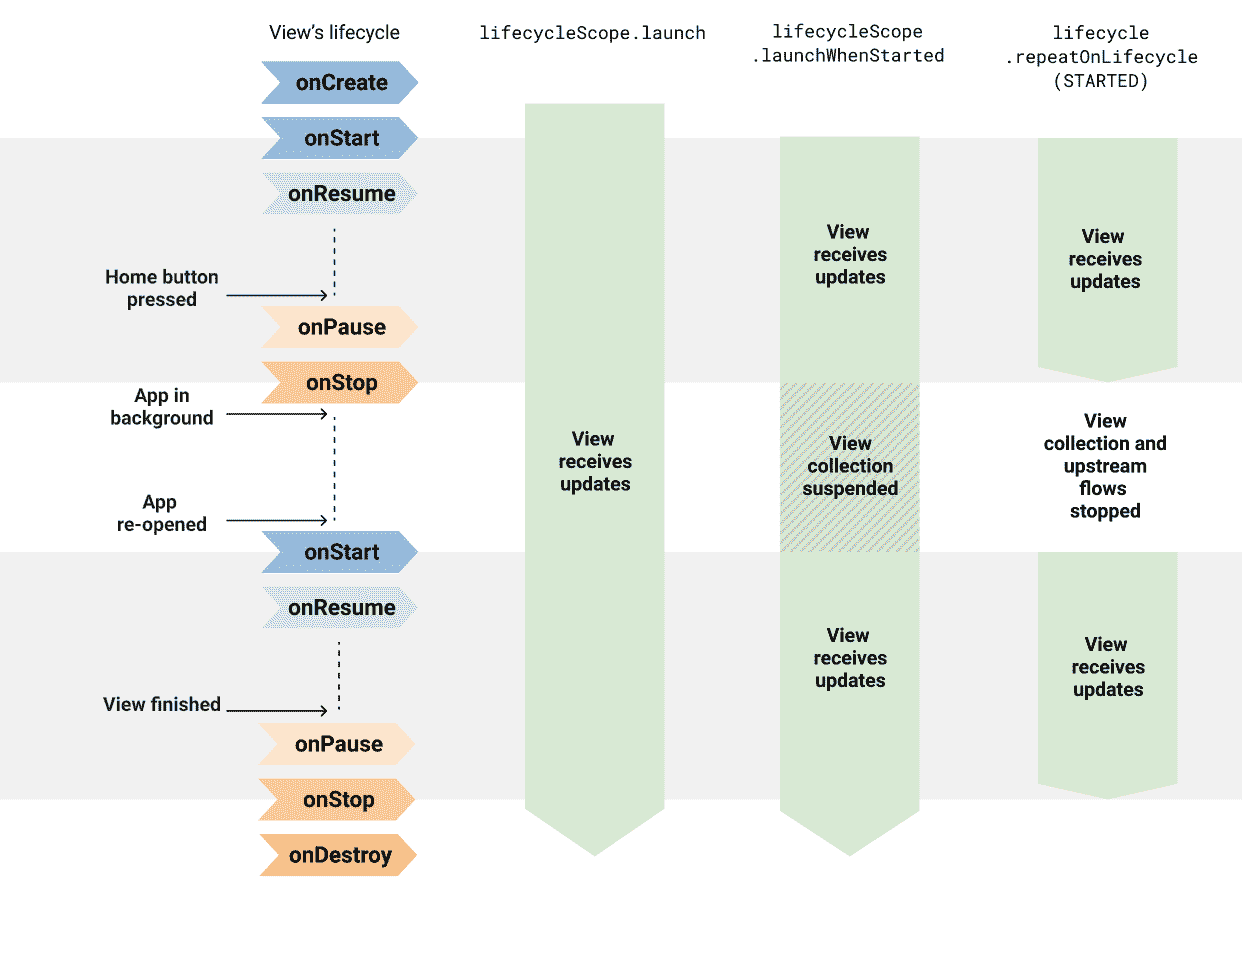 View's lifecycle
lifecycleScope.launch
lifecycleScope
.launchWhenStarted
lifecycle
.repeatOnLifecycle
(STARTED)
onCreate
onStart
onResume
Home button
pressed
onPause
onStop
App in
background
App
re-opened
onStart
onResume
View finished
onPause
onStop
onDestroy
View
receives
updates
View
receives
updates
View
collection
suspended
View
receives
updates
View
receives
updates
View
collection and
upstream
flows
stopped
View
receives
updates